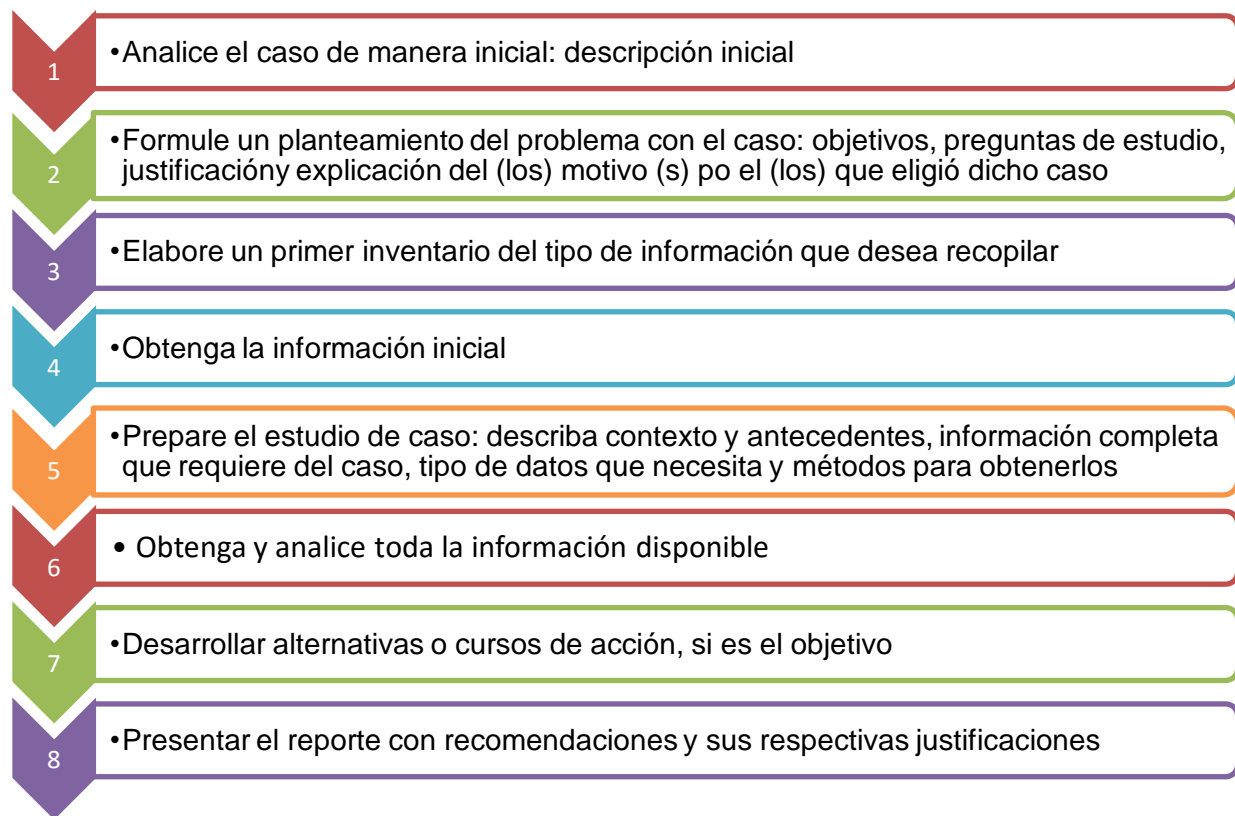 1
•Analice el caso de manera inicial: descripción inicial
2
•Formule un planteamiento del problema con el caso: objetivos, preguntas de estudio,
justificacióny explicación del (los) motivo (s) po el (los) que eligió dicho caso
3
•Elabore un primer inventario del tipo de información que desea recopilar
4
•Obtenga la información inicial
5
•Prepare el estudio de caso: describa contexto y antecedentes, información completa
que requiere del caso, tipo de datos que necesita y métodos para obtenerlos
6
• Obtenga y analice toda la información disponible
7
•Desarrollar alternativas o cursos de acción, si es el objetivo
8
•Presentar el reporte con recomendaciones y sus respectivas justificaciones